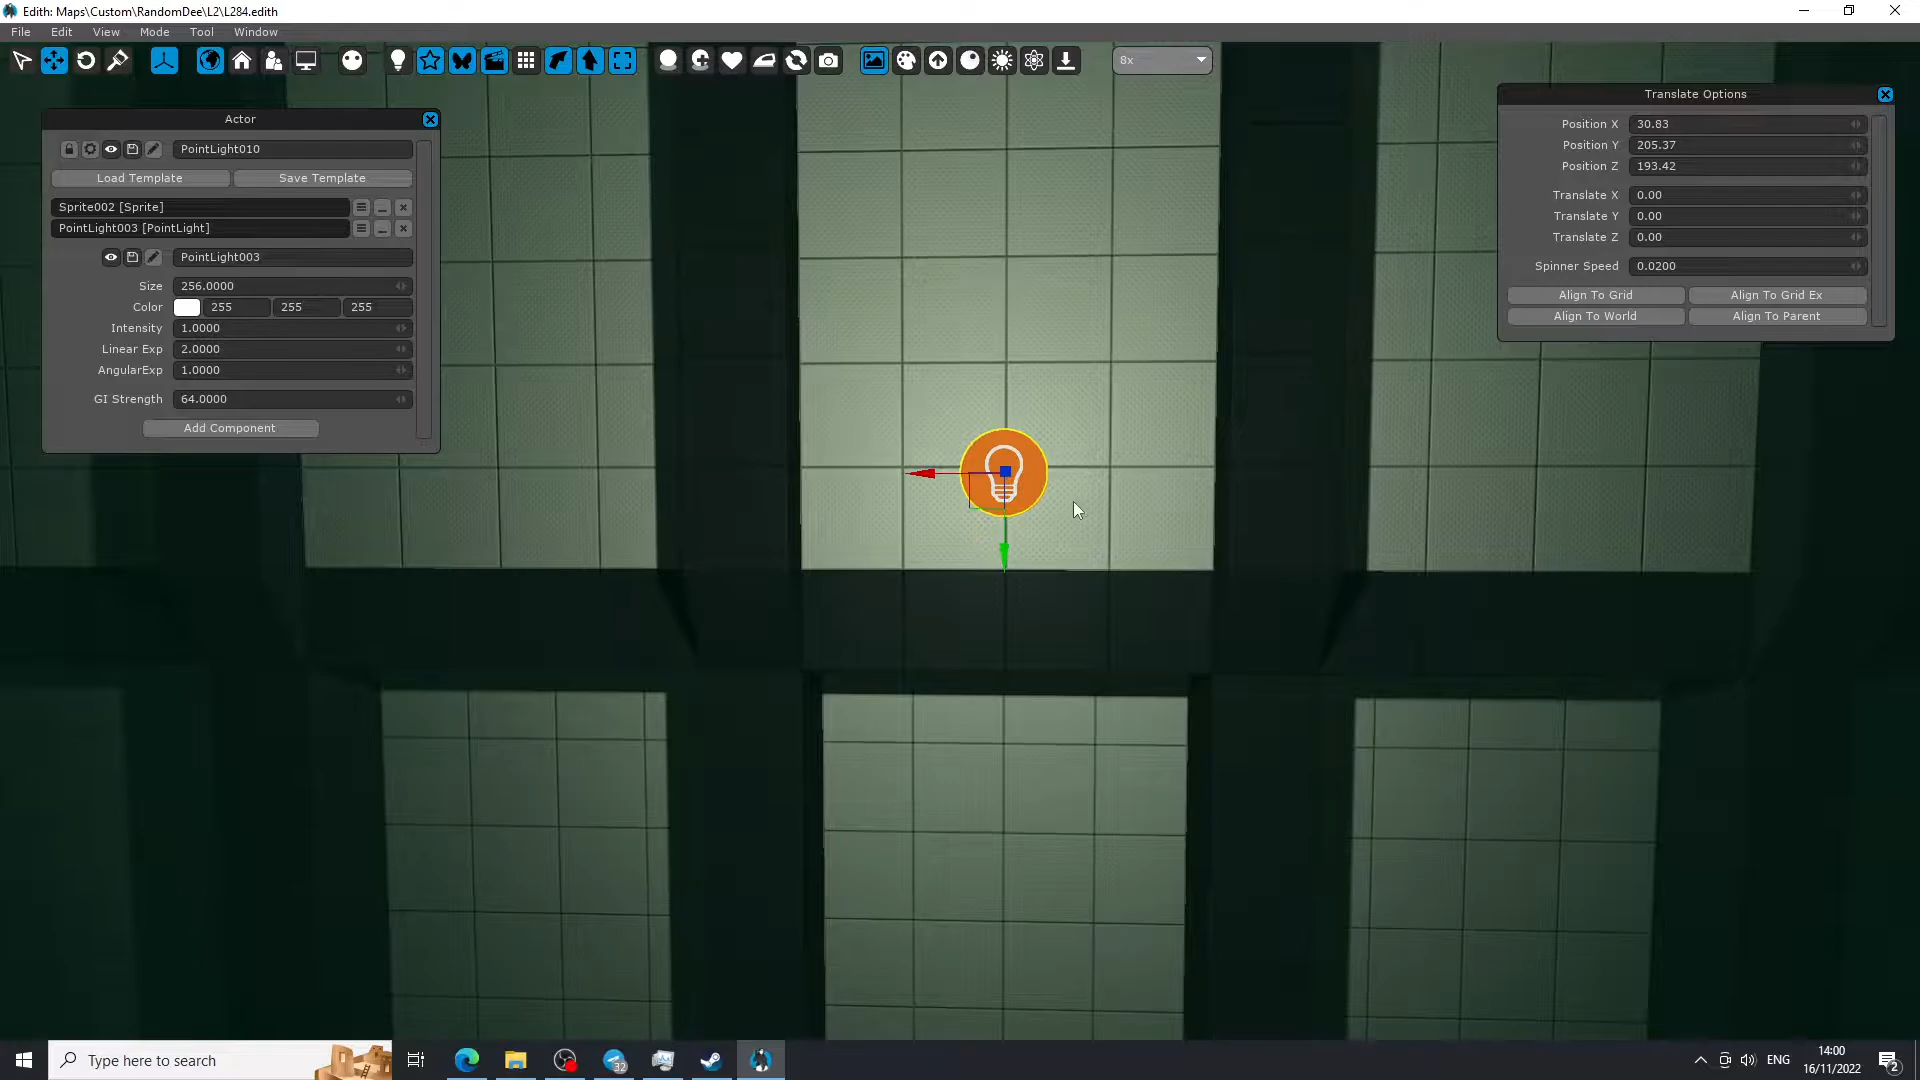 Edith: Maps\Custom\RandomDee\L2\L284.edith
File Edit View Mode Tool Window
8x
Actor
PointLight010
Load Template Save Template
Sprite002 [Sprite]
PointLight003 [PointLight]
PointLight003
Size 256.0000
Color 255 255 255
Intensity 1.0000
Linear Exp 2.0000
AngularExp 1.0000
GI Strength 64.0000
Add Component
Translate Options
Position X 30.83
Position Y 205.37
Position Z 193.42
Translate X 0.00
Translate Y 0.00
Translate Z 0.00
Spinner Speed 0.0200
Align To Grid Align To Grid Ex
Align To World Align To Parent
Type here to search
32
ENG
14:00
16/11/2022
2